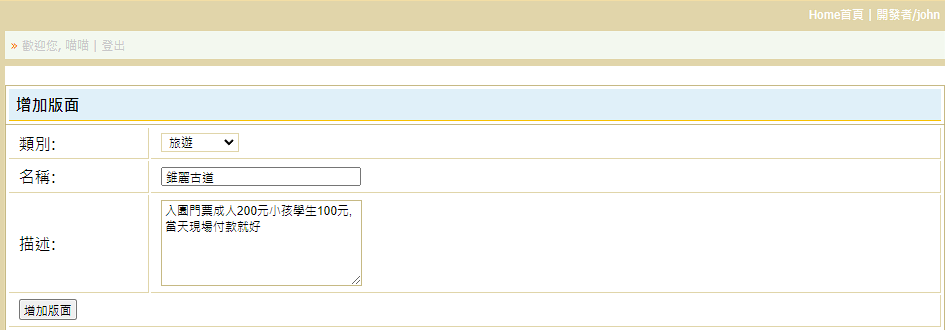 Home首頁 | 開發者/john
» 歡迎您, 喵喵 | 登出
增加版面
類別:
旅遊
名稱:
錐麗古道
描述:
入園門票成人200元小孩學生100元,
當天現場付款就好
增加版面